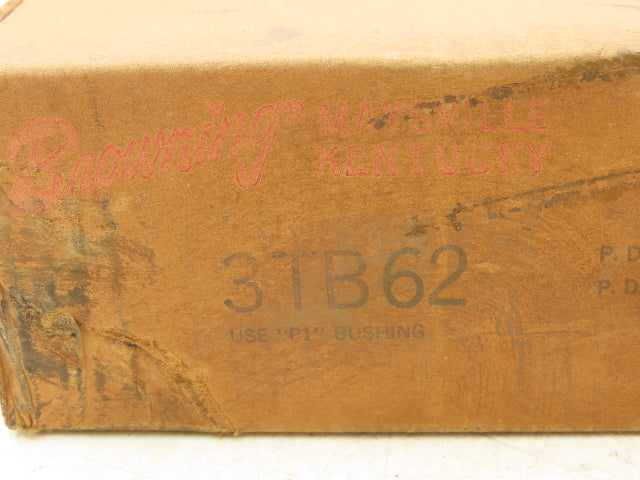 Browning® MAYSVILLE
KENTUCKY
3TB62
USE "P1" BUSHING
P. D
P. D